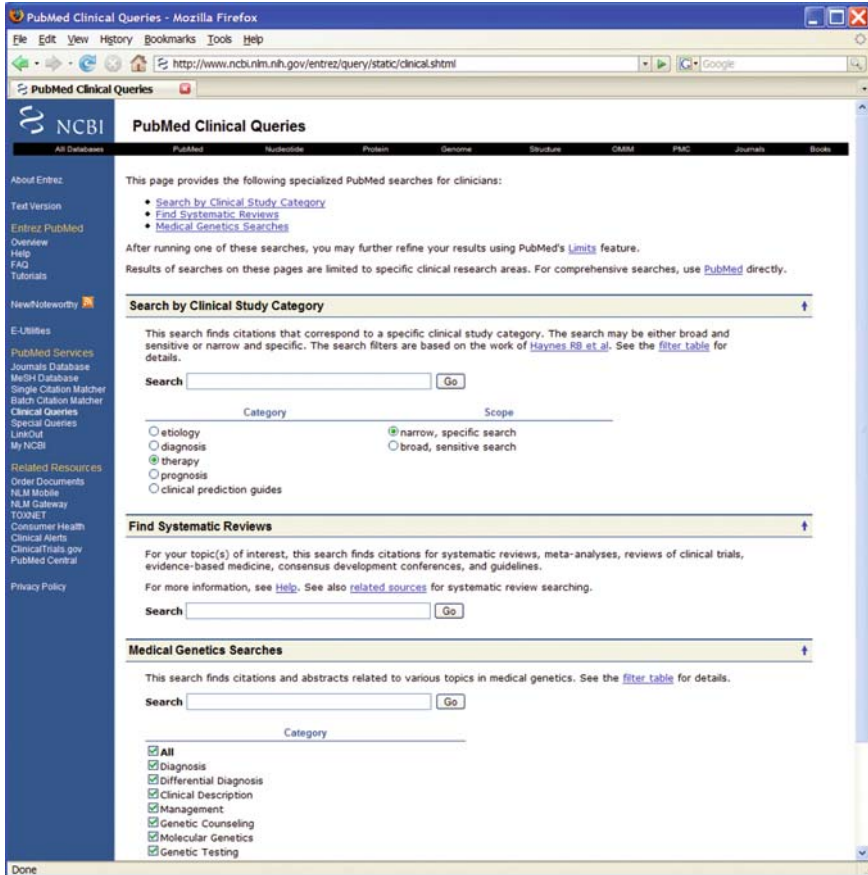 PubMed Clinical Queries - Mozilla Firefox
File Edit View History Bookmarks Tools Help
http://www.ncbi.nlm.nih.gov/entrez/query/static/clinical.shtml
Google
PubMed Clinical Queries
NCBI
PubMed Clinical Queries
All Databases PubMed Nucleotide Protein Genome Structure OMIM PMC Journals Books
About Entrez
Text Version
Entrez PubMed
Overview
Help
FAQ
Tutorials
New/Noteworthy
E-Utilities
PubMed Services
Journals Database
MeSH Database
Single Citation Matcher
Batch Citation Matcher
Clinical Queries
Special Queries
LinkOut
My NCBI
Related Resources
Order Documents
NLM Mobile
NLM Gateway
TOXNET
Consumer Health
Clinical Alerts
ClinicalTrials.gov
PubMed Central
Privacy Policy
This page provides the following specialized PubMed searches for clinicians:
Search by Clinical Study Category
Find Systematic Reviews
Medical Genetics Searches
After running one of these searches, you may further refine your results using PubMed's Limits feature.
Results of searches on these pages are limited to specific clinical research areas. For comprehensive searches, use PubMed directly.
Search by Clinical Study Category
This search finds citations that correspond to a specific clinical study category. The search may be either broad and
sensitive or narrow and specific. The search filters are based on the work of Haynes RB et al. See the filter table for
details.
Search Go
Category Scope
etiology narrow, specific search
diagnosis broad, sensitive search
therapy
prognosis
clinical prediction guides
Find Systematic Reviews
For your topic(s) of interest, this search finds citations for systematic reviews, meta-analyses, reviews of clinical trials,
evidence-based medicine, consensus development conferences, and guidelines.
For more information, see Help. See also related sources for systematic review searching.
Search Go
Medical Genetics Searches
This search finds citations and abstracts related to various topics in medical genetics. See the filter table for details.
Search Go
Category
All
Diagnosis
Differential Diagnosis
Clinical Description
Management
Genetic Counseling
Molecular Genetics
Genetic Testing
Done